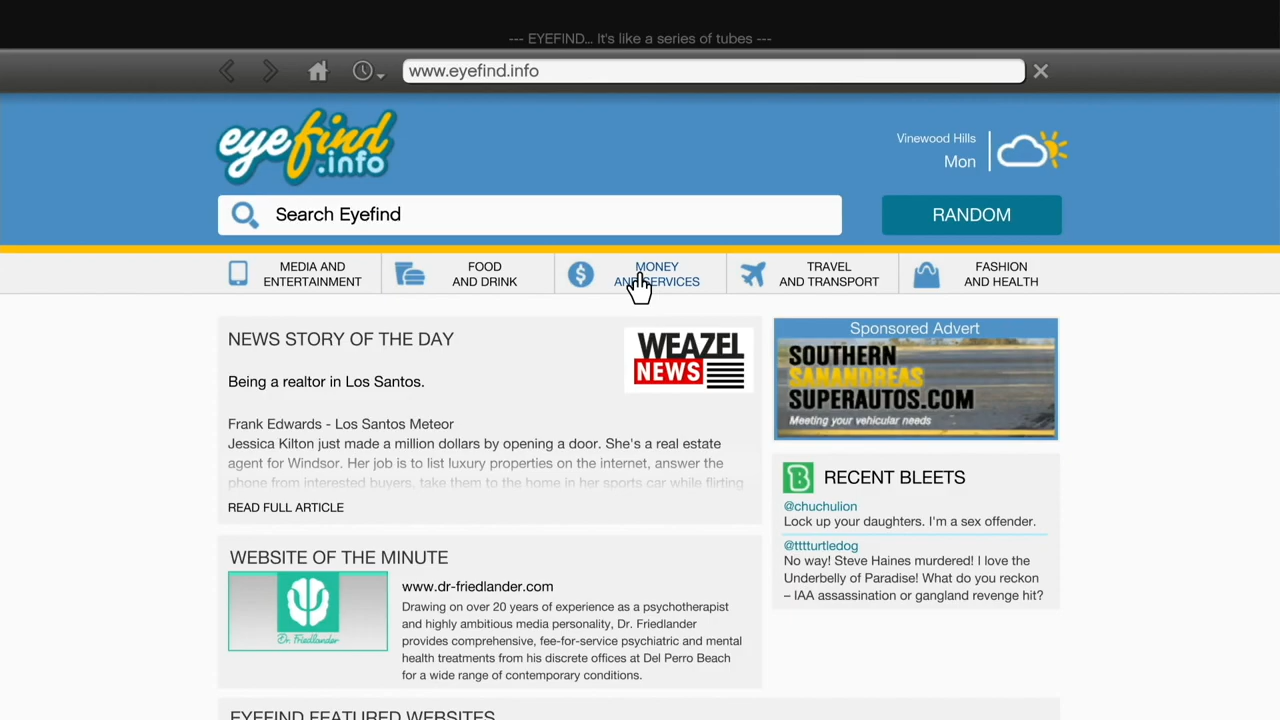 --- EYEFIND... It's like a series of tubes ---
www.eyefind.info
eyefind
.info
Vinewood Hills
Mon
Search Eyefind
RANDOM
MEDIA AND
ENTERTAINMENT
FOOD
AND DRINK
MONEY
AND SERVICES
TRAVEL
AND TRANSPORT
FASHION
AND HEALTH
NEWS STORY OF THE DAY
WEAZEL
NEWS
Being a realtor in Los Santos.
Frank Edwards - Los Santos Meteor
Jessica Kilton just made a million dollars by opening a door. She's a real estate
agent for Windsor. Her job is to list luxury properties on the internet, answer the
phone from interested buyers, take them to the home in her sports car while flirting
READ FULL ARTICLE
Sponsored Advert
SOUTHERN
SANANDREAS
SUPERAUTOS.COM
Meeting your vehicular needs
RECENT BLEETS
@chuchulion
Lock up your daughters. I'm a sex offender.
@tttturtledog
No way! Steve Haines murdered! I love the
Underbelly of Paradise! What do you reckon
– IAA assassination or gangland revenge hit?
WEBSITE OF THE MINUTE
Dr. Friedlander
www.dr-friedlander.com
Drawing on over 20 years of experience as a psychotherapist
and highly ambitious media personality, Dr. Friedlander
provides comprehensive, fee-for-service psychiatric and mental
health treatments from his discrete offices at Del Perro Beach
for a wide range of contemporary conditions.
EYEFIND FEATURED WEBSITES